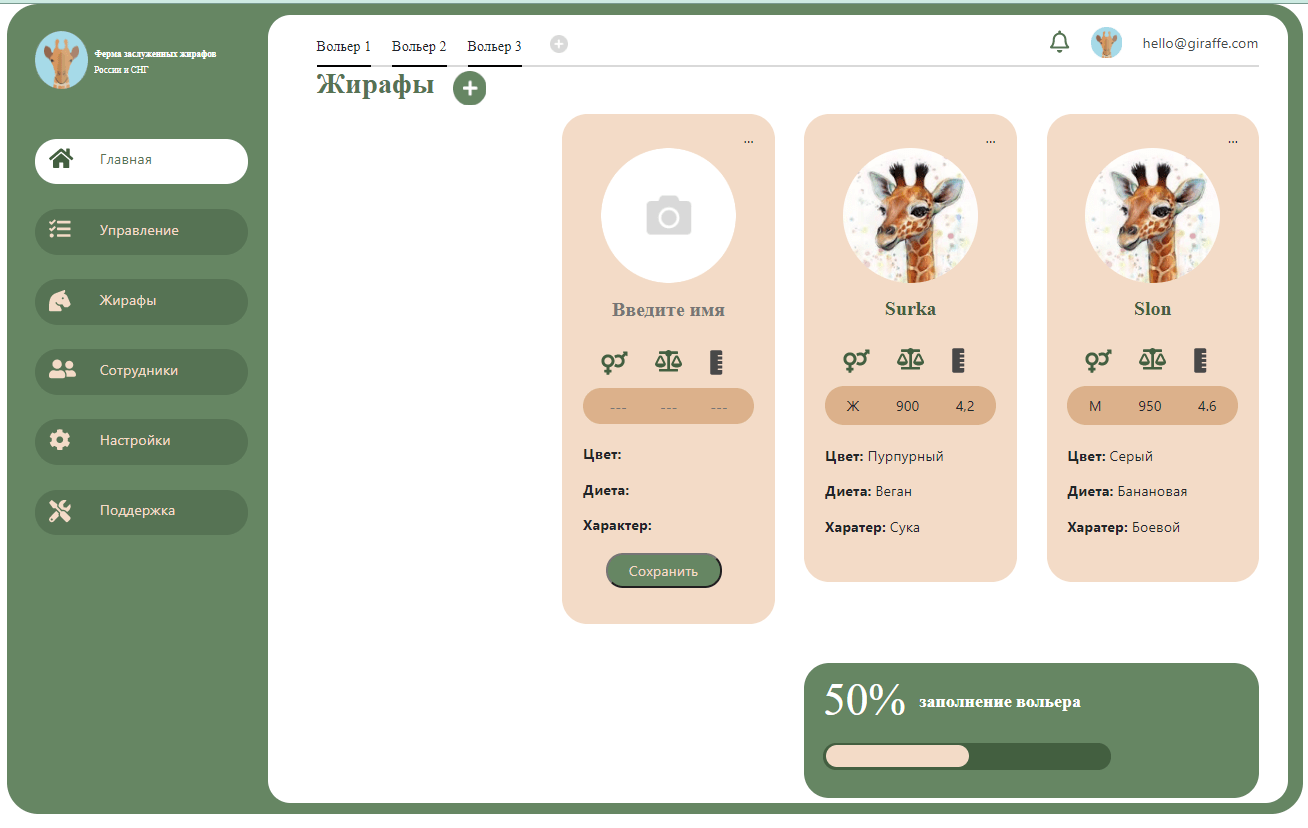 Ферма заслуженных жирафов
России и СНГ
Вольер 1 Вольер 2 Вольер 3
hello@giraffe.com
Жирафы
Главная
Управление
Жирафы
Сотрудники
Настройки
Поддержка
...
Введите имя
--- --- ---
Цвет:
Диета:
Характер:
Сохранить
...
Surka
Ж 900 4,2
Цвет: Пурпурный
Диета: Веган
Харатер: Сука
...
Slon
М 950 4.6
Цвет: Серый
Диета: Банановая
Харатер: Боевой
50% заполнение вольера